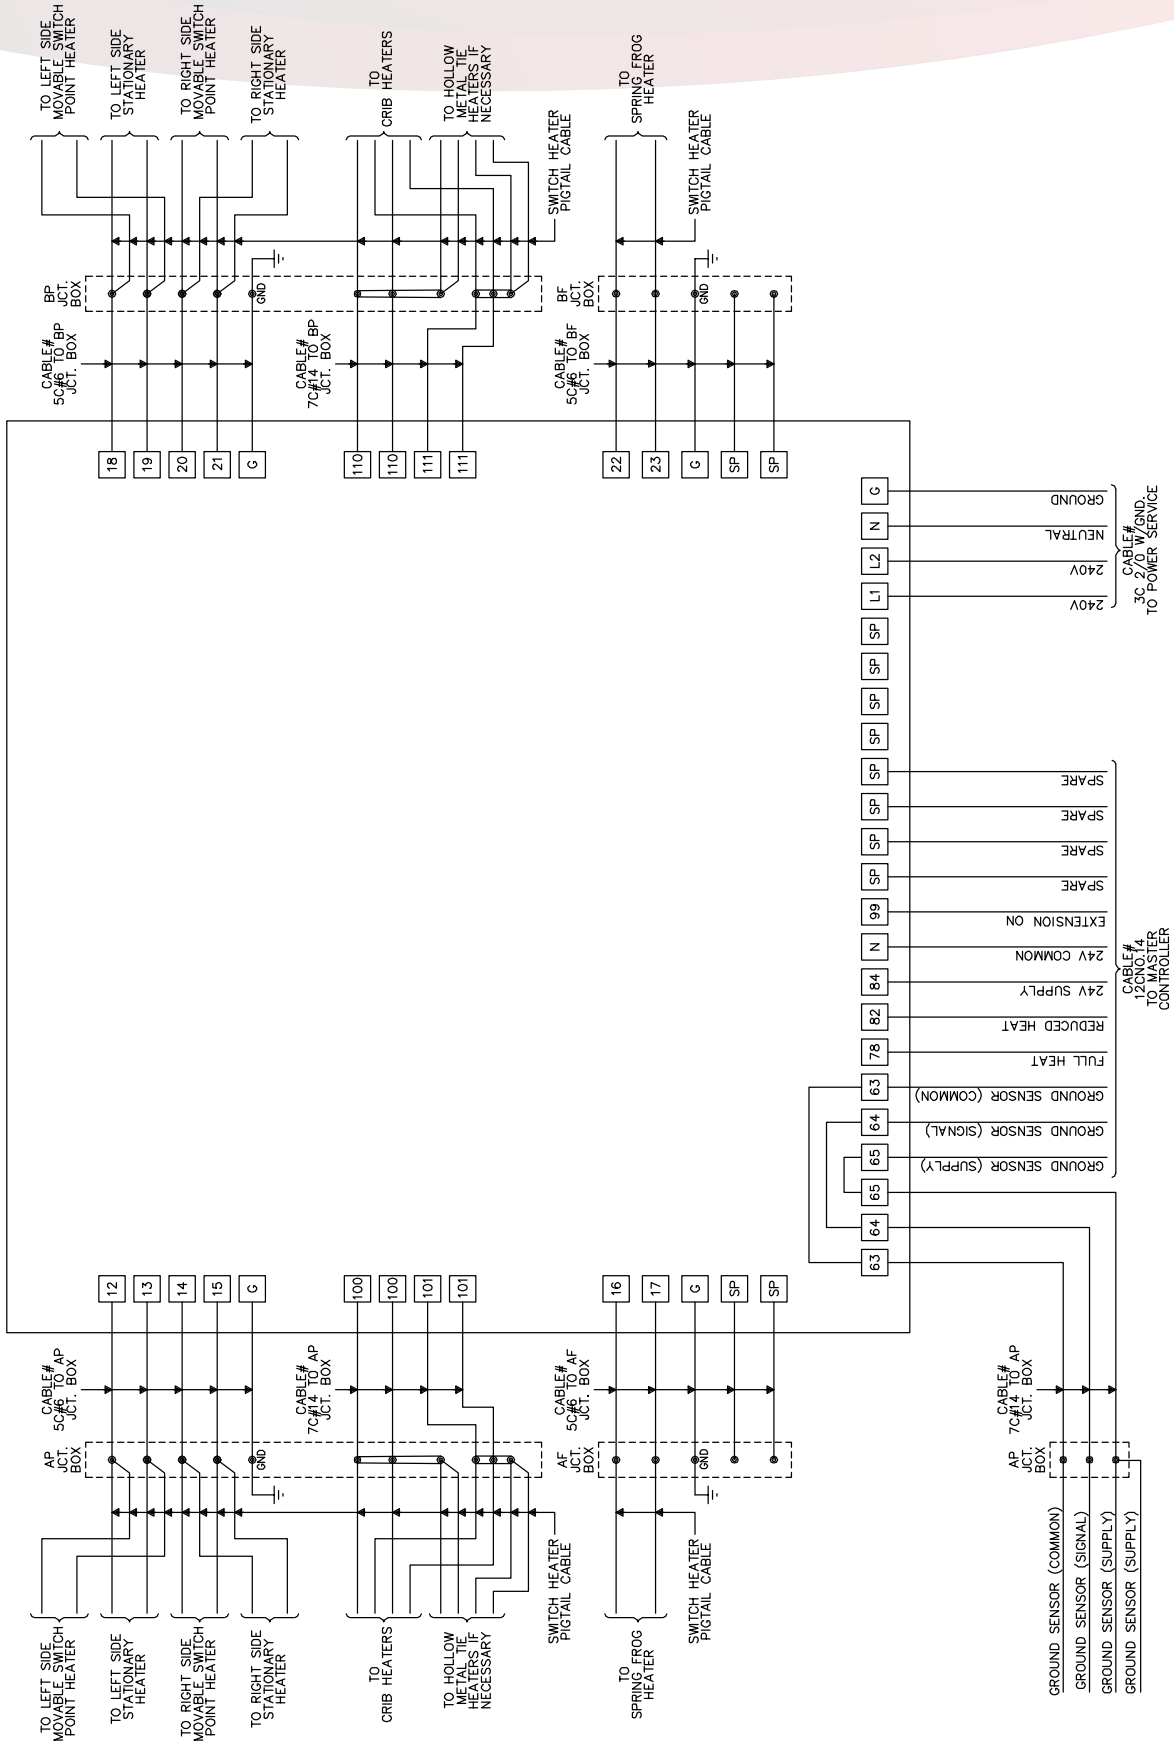 TO LEFT SIDE
MOVABLE SWITCH
POINT HEATER
TO LEFT SIDE
STATIONARY
HEATER
TO RIGHT SIDE
MOVABLE SWITCH
POINT HEATER
TO RIGHT SIDE
STATIONARY
HEATER
TO
CRIB HEATERS
TO HOLLOW
METAL TIE
HEATERS IF
NECESSARY
SWITCH HEATER
PIGTAIL CABLE
TO
SPRING FROG
HEATER
SWITCH HEATER
PIGTAIL CABLE
BP
JCT.
BOX
GND
BF
JCT.
BOX
GND
CABLE#
5C#6 TO BP
JCT. BOX
CABLE#
7C#14 TO BP
JCT. BOX
CABLE#
5C#6 TO BF
JCT. BOX
18
19
20
21
G
110
110
111
111
22
23
G
SP
SP
G
GROUND
N
NEUTRAL
L2
240V
L1
240V
CABLE#
3C 2/0 W/GND.
TO POWER SERVICE
SP
SP
SP
SP
SP
SPARE
SP
SPARE
SP
SPARE
SP
SPARE
99
EXTENSION ON
N
24V COMMON
84
24V SUPPLY
82
REDUCED HEAT
78
FULL HEAT
63
GROUND SENSOR (COMMON)
64
GROUND SENSOR (SIGNAL)
65
GROUND SENSOR (SUPPLY)
CABLE#
12CNO.14
TO MASTER
CONTROLLER
65
64
63
12
13
14
15
G
100
100
101
101
16
17
G
SP
SP
CABLE#
5C#6 TO AP
JCT. BOX
CABLE#
7C#14 TO AP
JCT. BOX
CABLE#
5C#6 TO AF
JCT. BOX
CABLE#
7C#14 TO AP
JCT. BOX
AP
JCT.
BOX
GND
AF
JCT.
BOX
GND
AP
JCT.
BOX
TO LEFT SIDE
MOVABLE SWITCH
POINT HEATER
TO LEFT SIDE
STATIONARY
HEATER
TO RIGHT SIDE
MOVABLE SWITCH
POINT HEATER
TO RIGHT SIDE
STATIONARY
HEATER
TO
CRIB HEATERS
TO HOLLOW
METAL TIE
HEATERS IF
NECESSARY
SWITCH HEATER
PIGTAIL CABLE
TO
SPRING FROG
HEATER
SWITCH HEATER
PIGTAIL CABLE
GROUND SENSOR (COMMON)
GROUND SENSOR (SIGNAL)
GROUND SENSOR (SUPPLY)
GROUND SENSOR (SUPPLY)